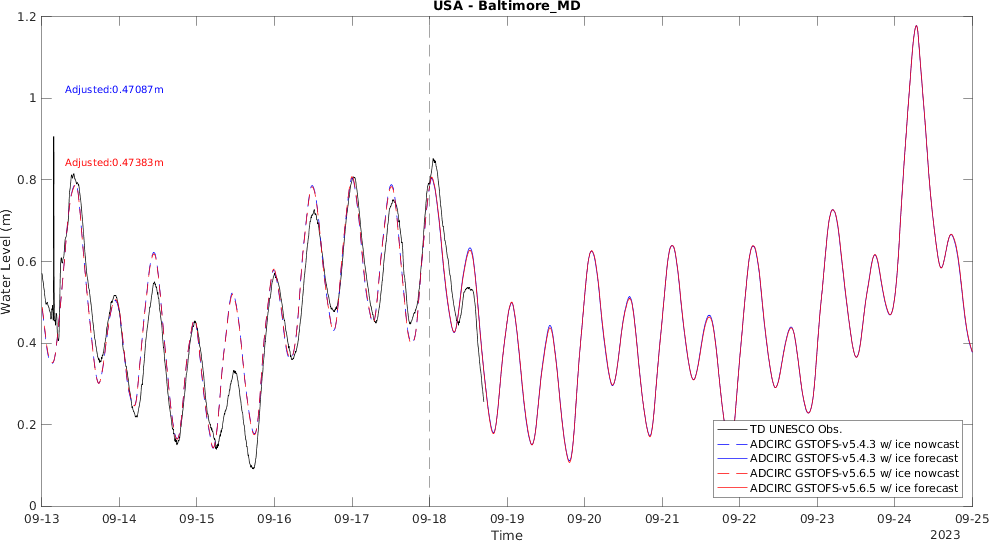 USA - Baltimore_MD
1.2
1
0.8
0.6
0.4
0.2
0
Water Level (m)
Adjusted:0.47087m
Adjusted:0.47383m
TD UNESCO Obs.
ADCIRC GSTOFS-v5.4.3 w/ ice nowcast
ADCIRC GSTOFS-v5.4.3 w/ ice forecast
ADCIRC GSTOFS-v5.6.5 w/ ice nowcast
ADCIRC GSTOFS-v5.6.5 w/ ice forecast
09-13 09-14 09-15 09-16 09-17 09-18 09-19 09-20 09-21 09-22 09-23 09-24 09-25
Time
2023